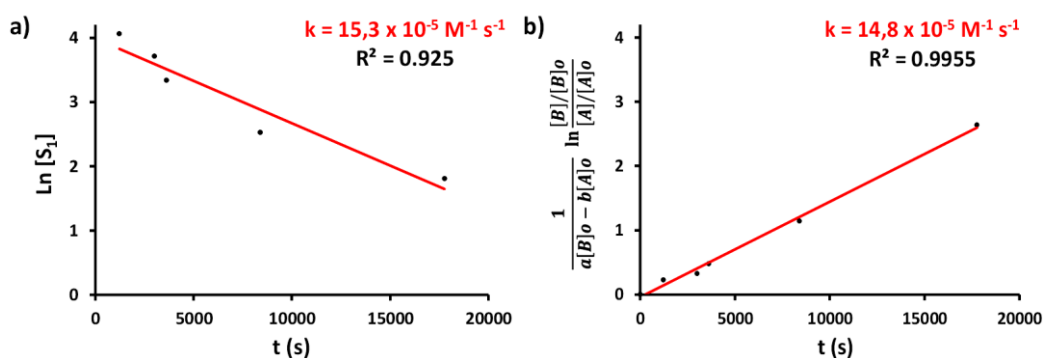 a)
k = 15,3 x 10⁻⁵ M⁻¹ s⁻¹
R² = 0.925
Ln [S₁]
4
3
2
1
0
0 5000 10000 15000 20000
t (s)
b)
k = 14,8 x 10⁻⁵ M⁻¹ s⁻¹
R² = 0.9955
1 / a[B]o − b[A]o ln [B]/[B]o / [A]/[A]o
4
3
2
1
0
0 5000 10000 15000 20000
t (s)